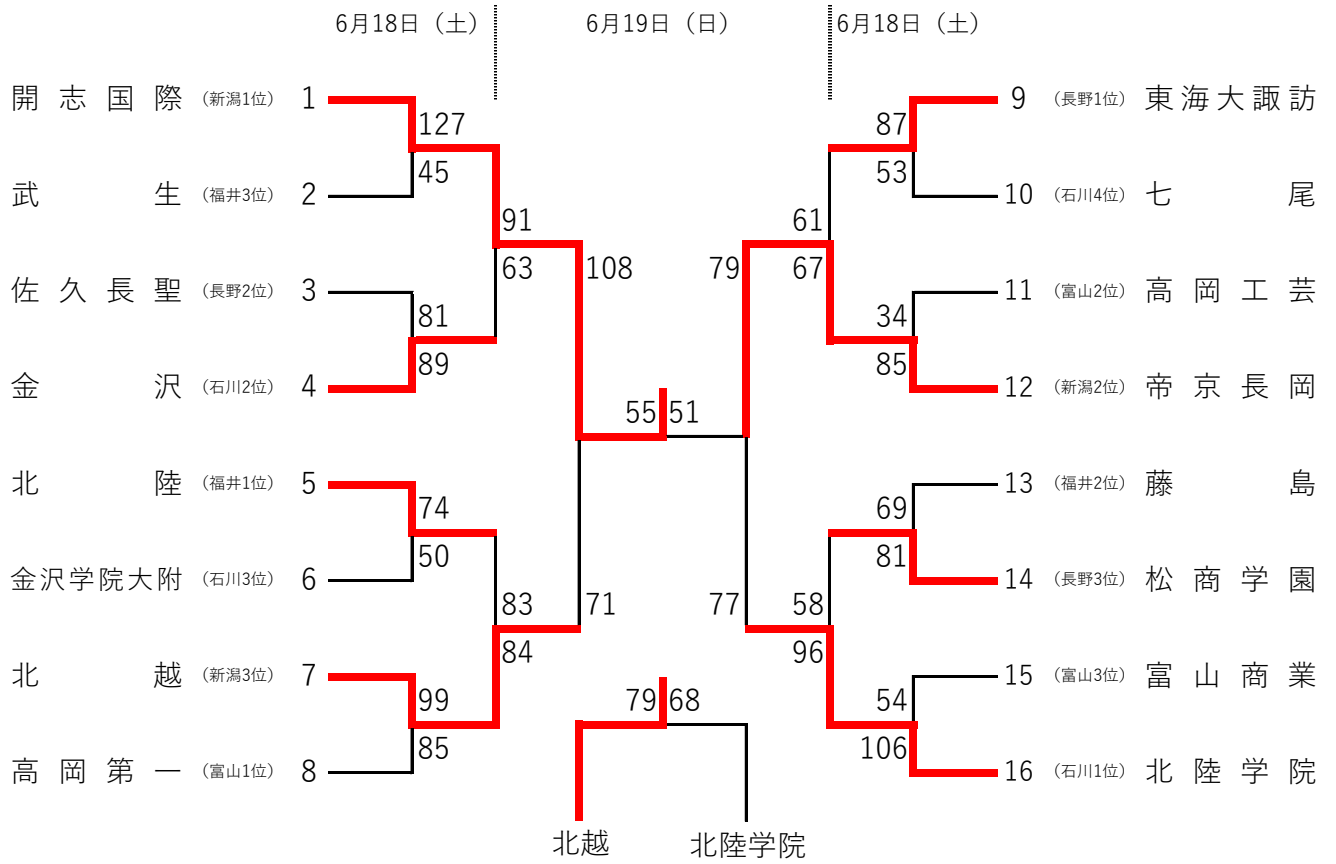 6月18日（土） 6月19日（日） 6月18日（土）
開志国際 （新潟1位） 1
127
45
武生 （福井3位） 2
91
63
佐久長聖 （長野2位） 3
81
89
金沢 （石川2位） 4
108
北陸 （福井1位） 5
74
50
金沢学院大附 （石川3位） 6
83
84
71
北越 （新潟3位） 7
99
85
高岡第一 （富山1位） 8
55 51
79 68
北越 北陸学院
9 （長野1位） 東海大諏訪
87
53
10 （石川4位） 七尾
61
67
79
11 （富山2位） 高岡工芸
34
85
12 （新潟2位） 帝京長岡
13 （福井2位） 藤島
69
81
14 （長野3位） 松商学園
77
58
96
15 （富山3位） 富山商業
54
106
16 （石川1位） 北陸学院